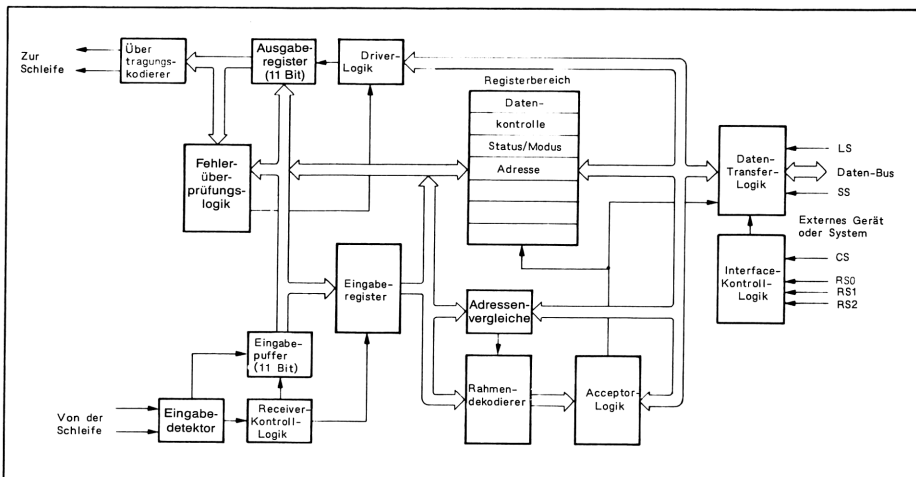 Zur
Schleife
Über
tragungs-
kodierer
Ausgabe-
register
(11 Bit)
Driver-
Logik
Registerbereich
Daten-
kontrolle
Status/Modus
Adresse
Fehler-
über-
prüfungs-
logik
Daten-
Transfer-
Logik
LS
Daten-Bus
SS
Externes Gerät
oder System
Interface-
Kontroll-
Logik
CS
RS0
RS1
RS2
Eingabe-
register
Adressen-
vergleiche
Eingabe-
puffer
(11 Bit)
Rahmen-
dekodierer
Acceptor-
Logik
Von der
Schleife
Eingabe-
detektor
Receiver-
Kontroll-
Logik